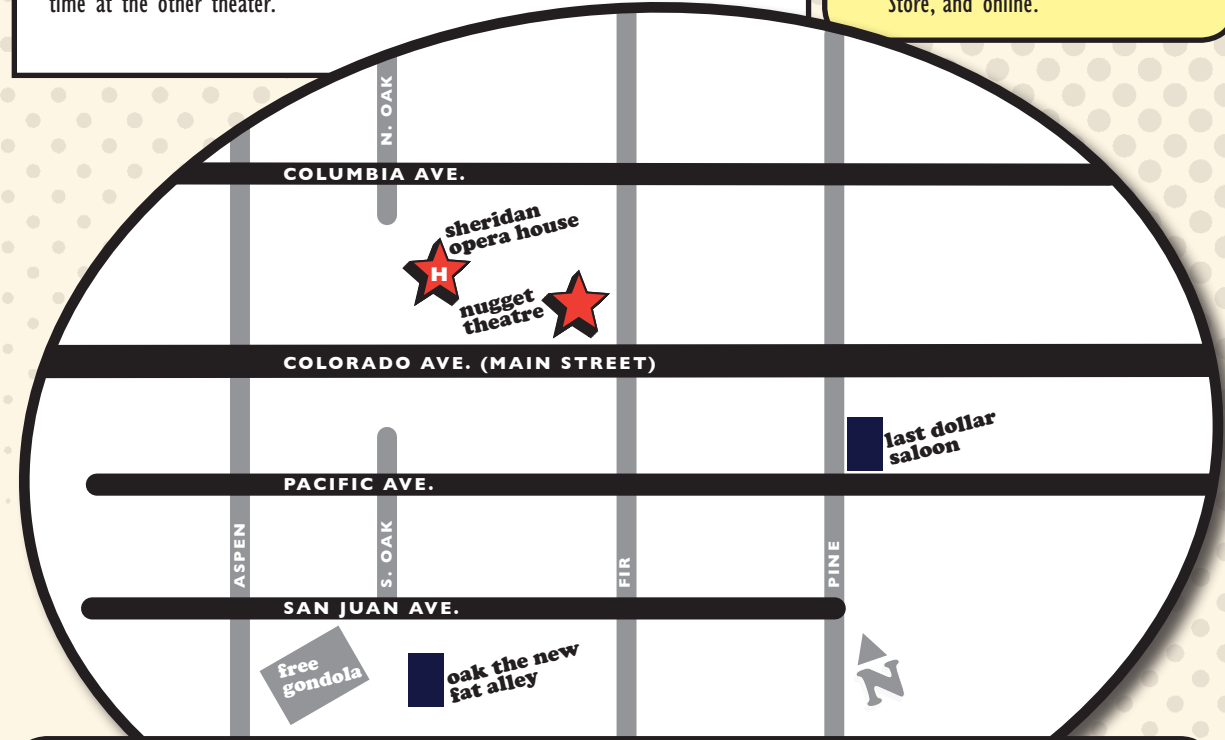 time at the other theater.
Store, and online.
N. OAK
COLUMBIA AVE.
sheridan
opera house
H
nugget
theatre
COLORADO AVE. (MAIN STREET)
last dollar
saloon
PACIFIC AVE.
ASPEN
S. OAK
FIR
PINE
SAN JUAN AVE.
free
gondola
oak the new
fat alley
N